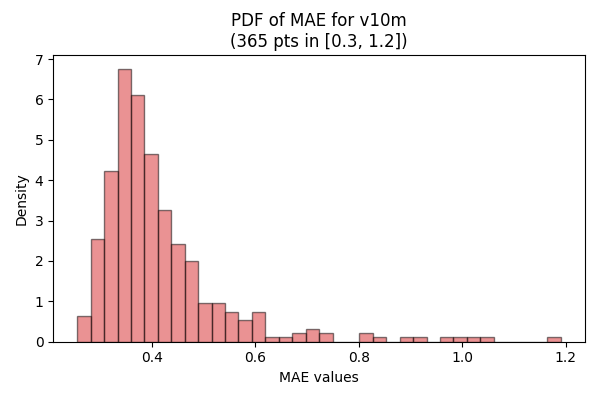 PDF of MAE for v10m
(365 pts in [0.3, 1.2])
7
6
5
4
3
2
1
0
Density
0.4 0.6 0.8 1.0 1.2
MAE values